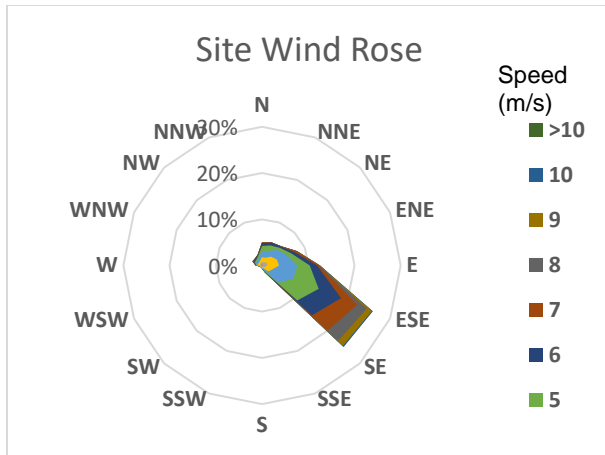 Site Wind Rose
Speed
(m/s)
N
NNE
NE
ENE
E
ESE
SE
SSE
S
SSW
SW
WSW
W
WNW
NW
NNW
30%
20%
10%
0%
>10
10
9
8
7
6
5